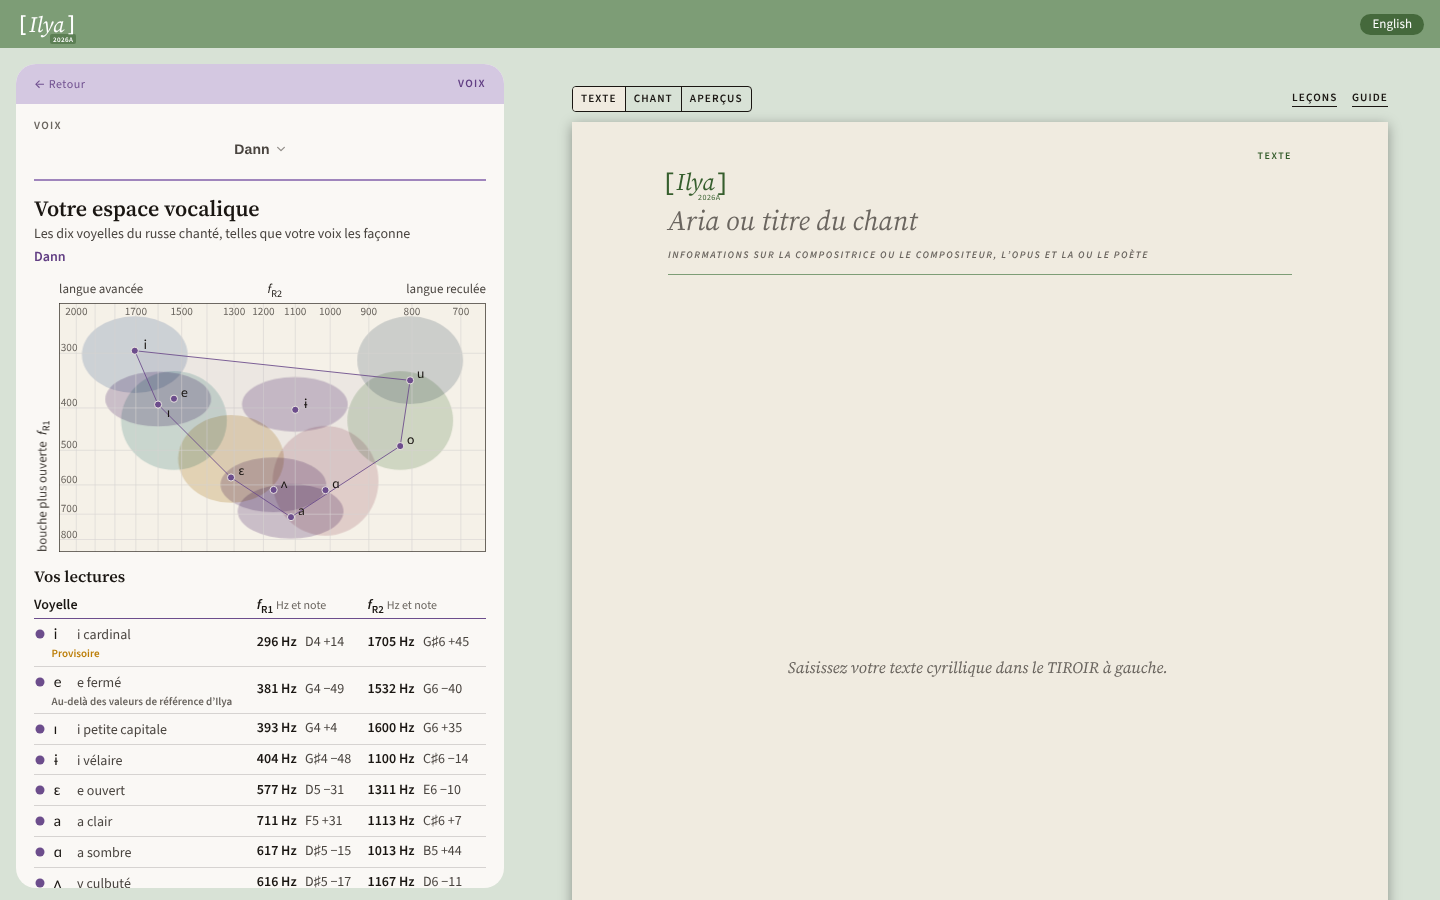 [Ilya] 2026A
English
← Retour
VOIX
VOIX
Dann
Votre espace vocalique
Les dix voyelles du russe chanté, telles que votre voix les façonne
Dann
langue avancée fR2 langue reculée
2000 1700 1500 1300 1200 1100 1000 900 800 700
300
400
500
600
700
800
bouche plus ouverte fR1
i
u
e
ɪ
ɨ
o
ɛ
ʌ
ɑ
a
Vos lectures
Voyelle fR1 Hz et note fR2 Hz et note
i i cardinal 296 Hz D4 +14 1705 Hz G♯6 +45
Provisoire
e e fermé 381 Hz G4 −49 1532 Hz G6 −40
Au-delà des valeurs de référence d’Ilya
ɪ i petite capitale 393 Hz G4 +4 1600 Hz G6 +35
ɨ i vélaire 404 Hz G♯4 −48 1100 Hz C♯6 −14
ɛ e ouvert 577 Hz D5 −31 1311 Hz E6 −10
a a clair 711 Hz F5 +31 1113 Hz C♯6 +7
ɑ a sombre 617 Hz D♯5 −15 1013 Hz B5 +44
ʌ v culbuté 616 Hz D♯5 −17 1167 Hz D6 −11
TEXTE CHANT APERÇUS
LEÇONS GUIDE
TEXTE
[Ilya] 2026A
Aria ou titre du chant
INFORMATIONS SUR LA COMPOSITRICE OU LE COMPOSITEUR, L’OPUS ET LA OU LE POÈTE
Saisissez votre texte cyrillique dans le TIROIR à gauche.